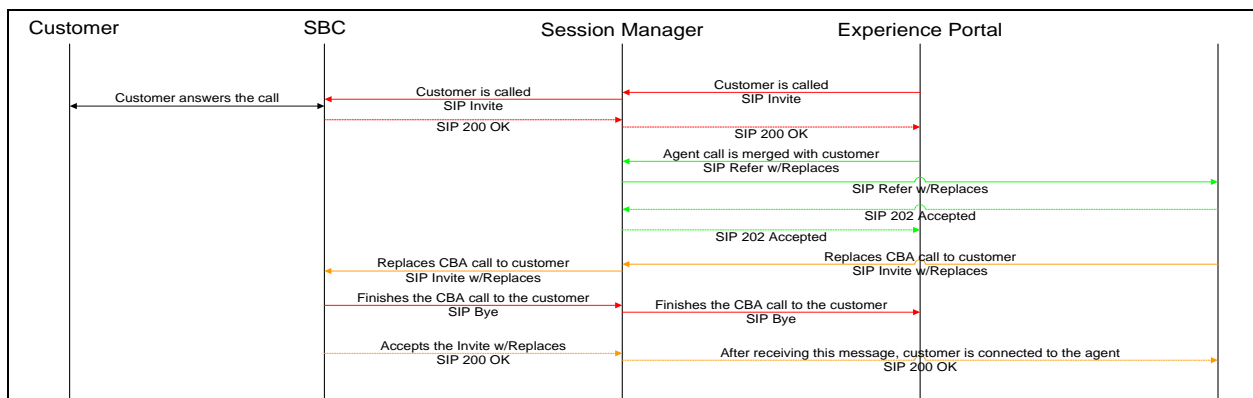 Customer
SBC
Session Manager
Experience Portal
Customer is called
SIP Invite
Customer is called
SIP Invite
Customer answers the call
SIP 200 OK
SIP 200 OK
Agent call is merged with customer
SIP Refer w/Replaces
SIP Refer w/Replaces
SIP 202 Accepted
SIP 202 Accepted
Replaces CBA call to customer
SIP Invite w/Replaces
Replaces CBA call to customer
SIP Invite w/Replaces
Finishes the CBA call to the customer
SIP Bye
Finishes the CBA call to the customer
SIP Bye
Accepts the Invite w/Replaces
SIP 200 OK
After receiving this message, customer is connected to the agent
SIP 200 OK